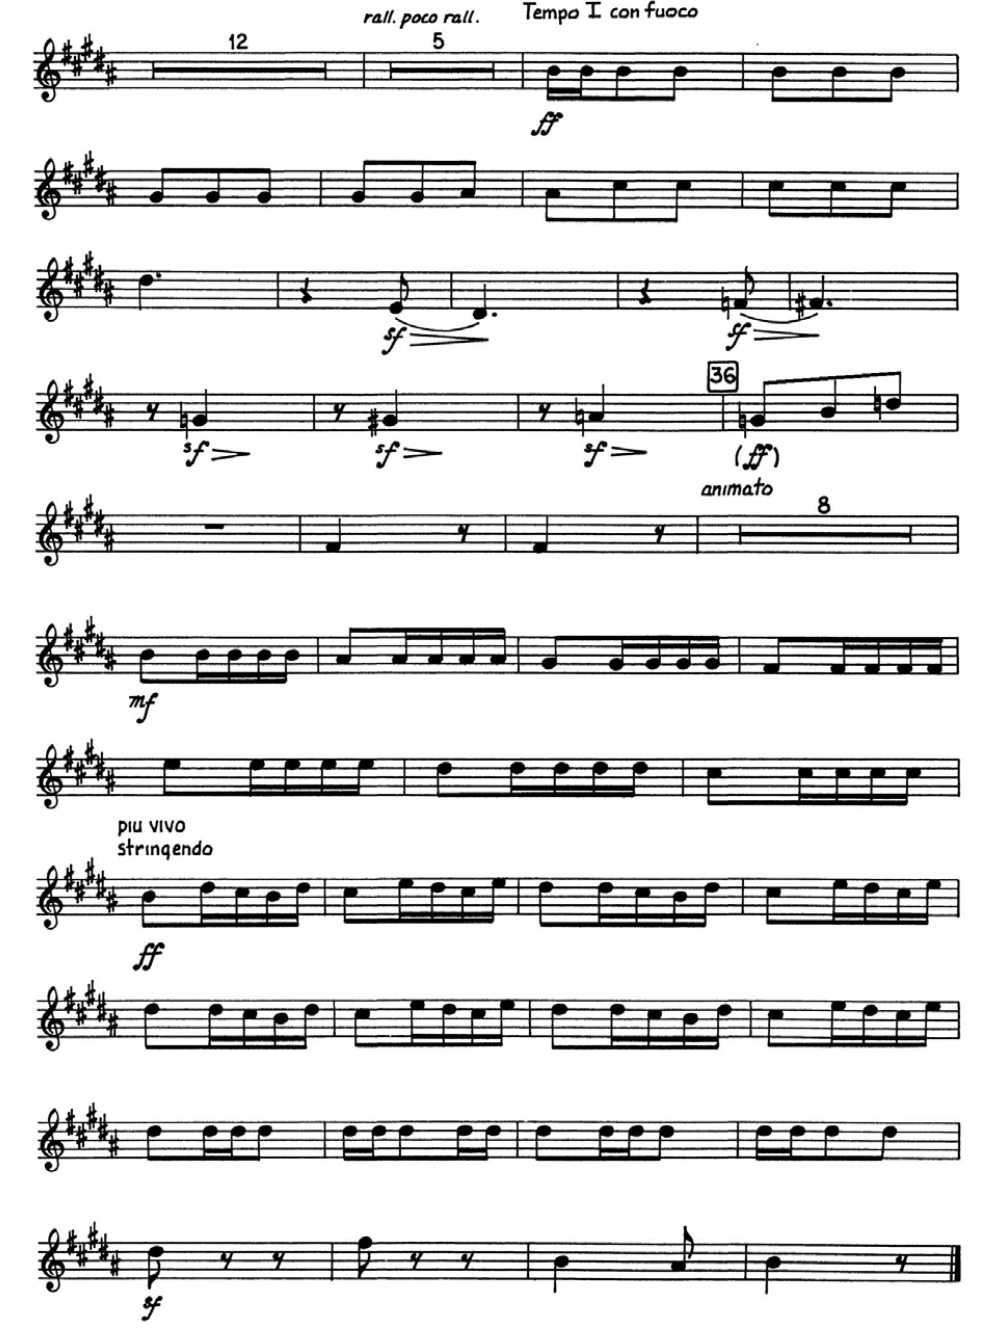 rall. poco rall. Tempo I con fuoco
12 5
ff
sf sf
36
sf sf sf (ff)
animato
8
mf
piu vivo
stringendo
ff
sf